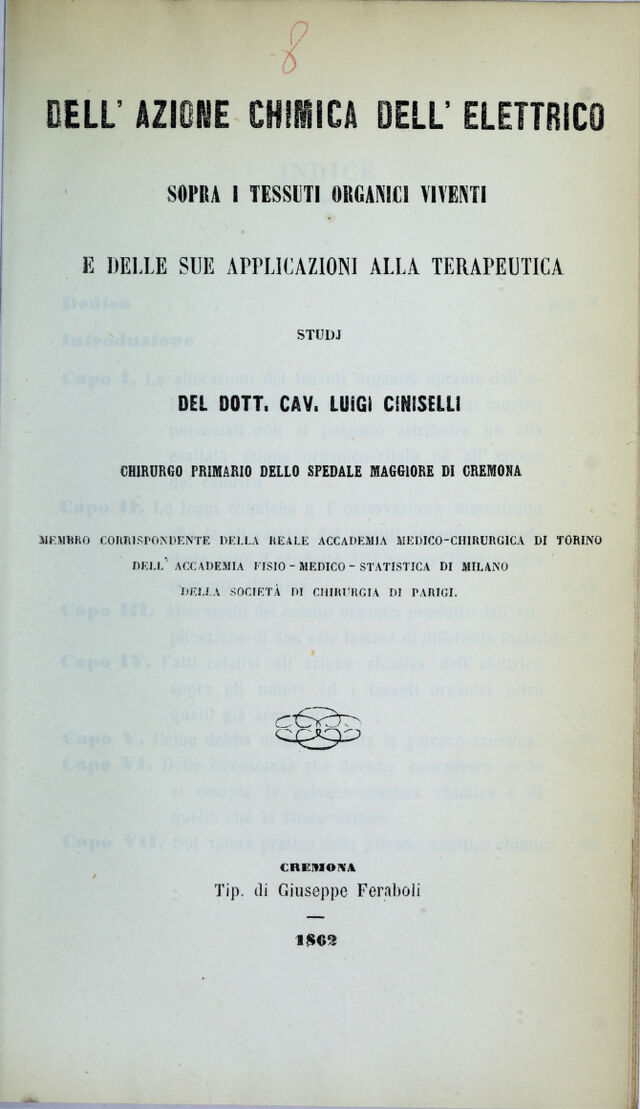 8
DELL' AZIONE CHIMICA DELL' ELETTRICO
SOPRA I TESSUTI ORGANICI VIVENTI
E DELLE SUE APPLICAZIONI ALLA TERAPEUTICA
STUDJ
DEL DOTT. CAV. LUIGI CINISELLI
CHIRURGO PRIMARIO DELLO SPEDALE MAGGIORE DI CREMONA
MEMBRO CORRISPONDENTE DELLA REALE ACCADEMIA MEDICO-CHIRURGICA DI TORINO
DELL' ACCADEMIA FISIO-MEDICO-STATISTICA DI MILANO
DELLA SOCIETÀ DI CHIRURGIA DI PARIGI.
CREMONA
Tip. di Giuseppe Feraboli
1862